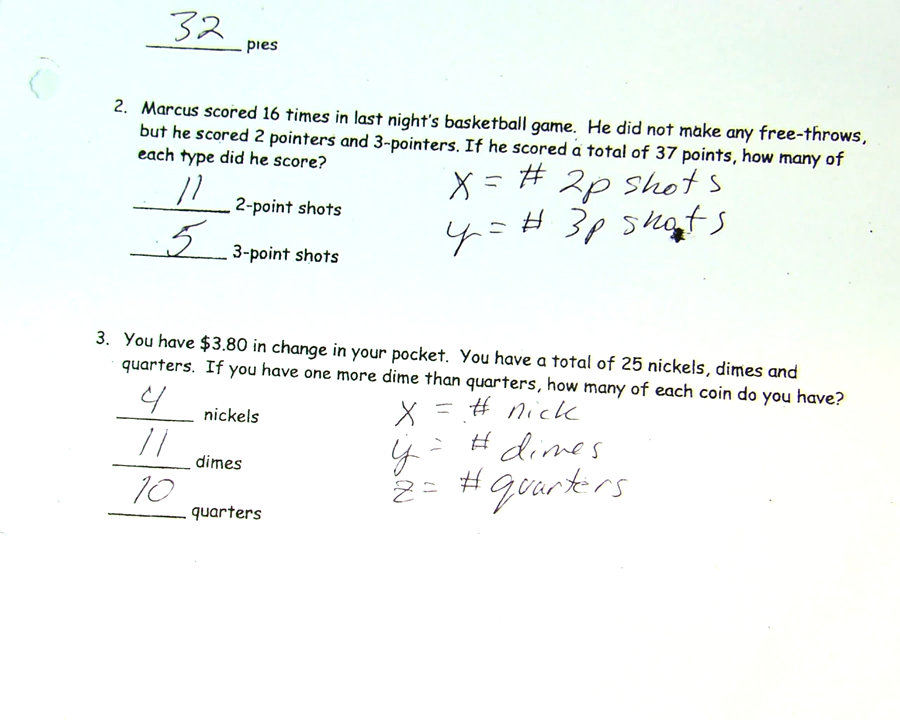 32 pies
2. Marcus scored 16 times in last night's basketball game. He did not make any free-throws,
but he scored 2 pointers and 3-pointers. If he scored a total of 37 points, how many of
each type did he score?
11 2-point shots
x = # 2p shots
5 3-point shots
y = # 3p shots
3. You have $3.80 in change in your pocket. You have a total of 25 nickels, dimes and
quarters. If you have one more dime than quarters, how many of each coin do you have?
4 nickels
x = # nick
11 dimes
y = # dimes
10 quarters
z = # quarters